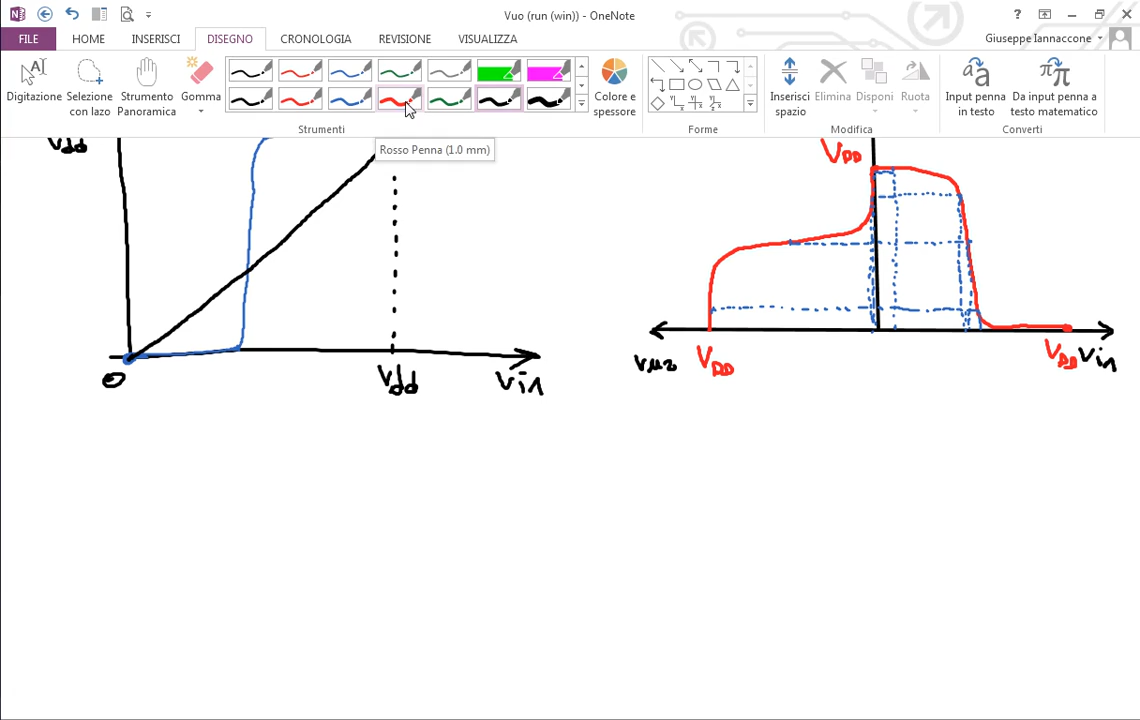 Vuo (run (win)) - OneNote
?
FILE HOME INSERISCI DISEGNO CRONOLOGIA REVISIONE VISUALIZZA
Giuseppe Iannaccone
Digitazione
Selezione con lazo
Strumento Panoramica
Gomma
Colore e spessore
Inserisci spazio
Elimina
Disponi
Ruota
Input penna in testo
Da input penna a testo matematico
Strumenti
Forme
Modifica
Converti
Rosso Penna (1.0 mm)
Vdd
VDD
0
Vdd
Vin
VDD
VDD
Vin